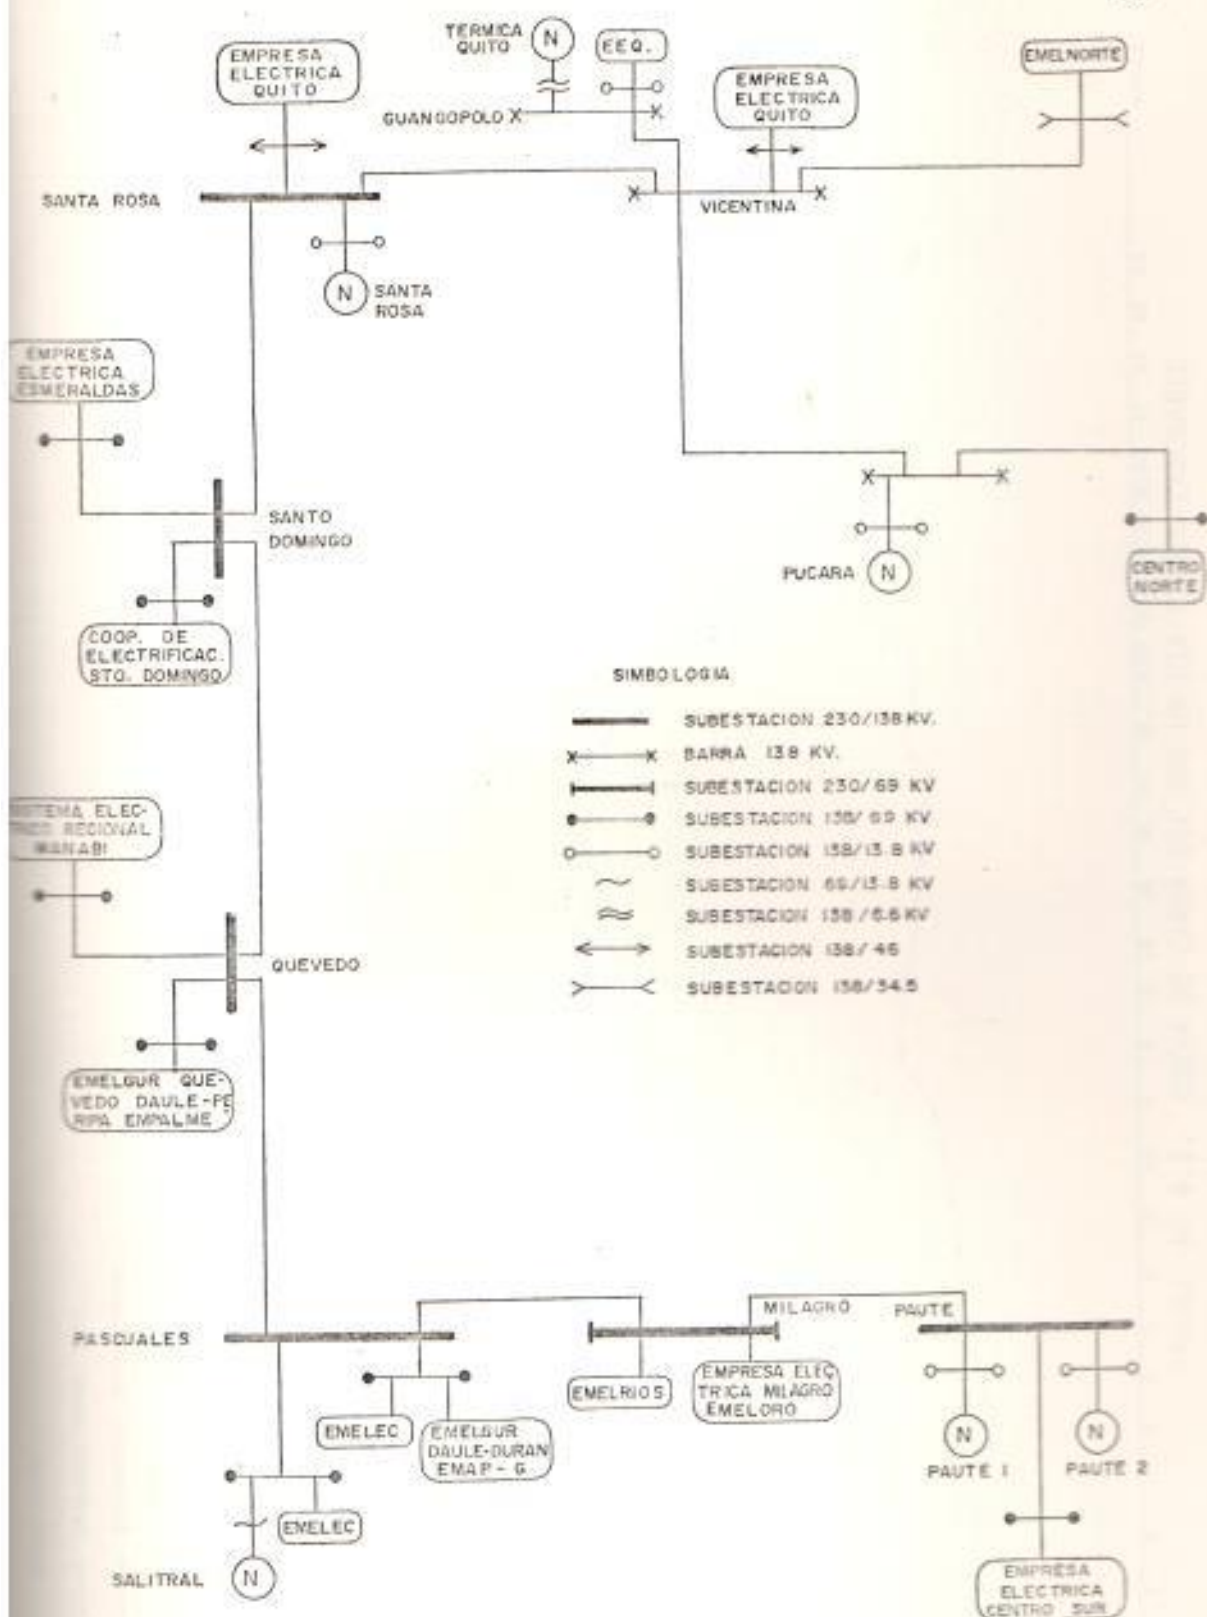 EMPRESA
ELECTRICA
QUITO
TERMICA
QUITO
N
EEQ.
EMPRESA
ELECTRICA
QUITO
EMELNORTE
GUANGOPOLO
SANTA ROSA
VICENTINA
N
SANTA
ROSA
EMPRESA
ELECTRICA
ESMERALDAS
SANTO
DOMINGO
PUCARA
N
CENTRO
NORTE
COOP. DE
ELECTRIFICAC.
STO. DOMINGO
SIMBOLOGIA
SUBESTACION 230/138 KV.
BARRA 138 KV.
SUBESTACION 230/69 KV
SUBESTACION 138/69 KV
SUBESTACION 138/13.8 KV
SUBESTACION 69/13.8 KV
SUBESTACION 138/6.6 KV
SUBESTACION 138/46
SUBESTACION 138/34.5
ISTEMA ELEC-
TRICO REGIONAL
MANABI
QUEVEDO
EMELGUR QUE-
VEDO DAULE-PE
RIPA EMPALME
PASCUALES
MILAGRO
PAUTE
EMELRIOS
EMPRESA ELEC
TRICA MILAGRO
EMELORO
EMELEC
EMELGUR
DAULE-DURAN
EMAP-G
N
PAUTE 1
N
PAUTE 2
EMELEC
SALITRAL
N
EMPRESA
ELECTRICA
CENTRO SUR